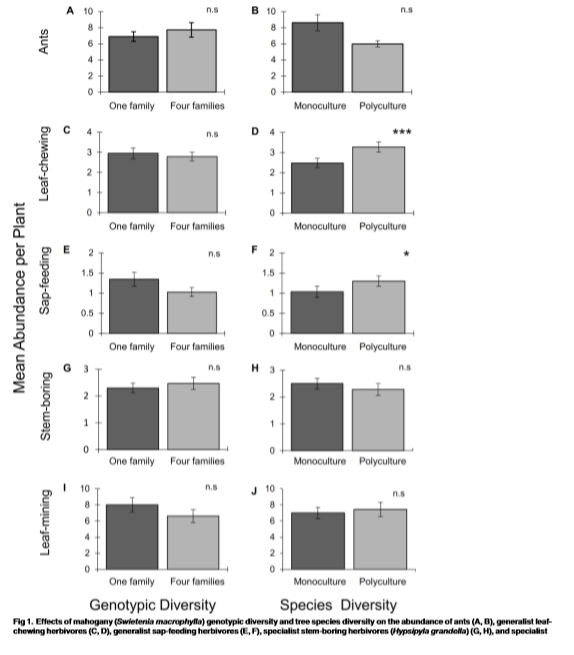 Mean Abundance per Plant
Ants
A
10
8
6
4
2
0
n.s
One family Four families
B
10
8
6
4
2
0
n.s
Monoculture Polyculture
Leaf-chewing
C
4
3
2
1
0
n.s
One family Four families
D
4
3
2
1
0
***
Monoculture Polyculture
Sap-feeding
E
2
1.5
1
0.5
0
n.s
One family Four families
F
2
1.5
1
0.5
0
*
Monoculture Polyculture
Stem-boring
G
3
2
1
0
n.s
One family Four families
H
3
2
1
0
n.s
Monoculture Polyculture
Leaf-mining
I
10
8
6
4
2
0
n.s
One family Four families
J
10
8
6
4
2
0
n.s
Monoculture Polyculture
Genotypic Diversity
Species Diversity
Fig 1. Effects of mahogany (Swietenia macrophylla) genotypic diversity and tree species diversity on the abundance of ants (A, B), generalist leaf-
chewing herbivores (C, D), generalist sap-feeding herbivores (E, F), specialist stem-boring herbivores (Hypsipyla grandella) (G, H), and specialist